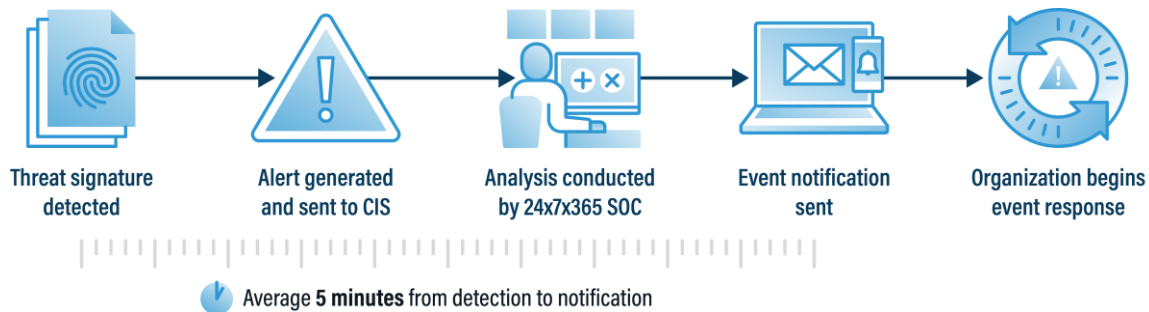 Threat signature
detected
Alert generated
and sent to CIS
Analysis conducted
by 24x7x365 SOC
Event notification
sent
Organization begins
event response
Average 5 minutes from detection to notification